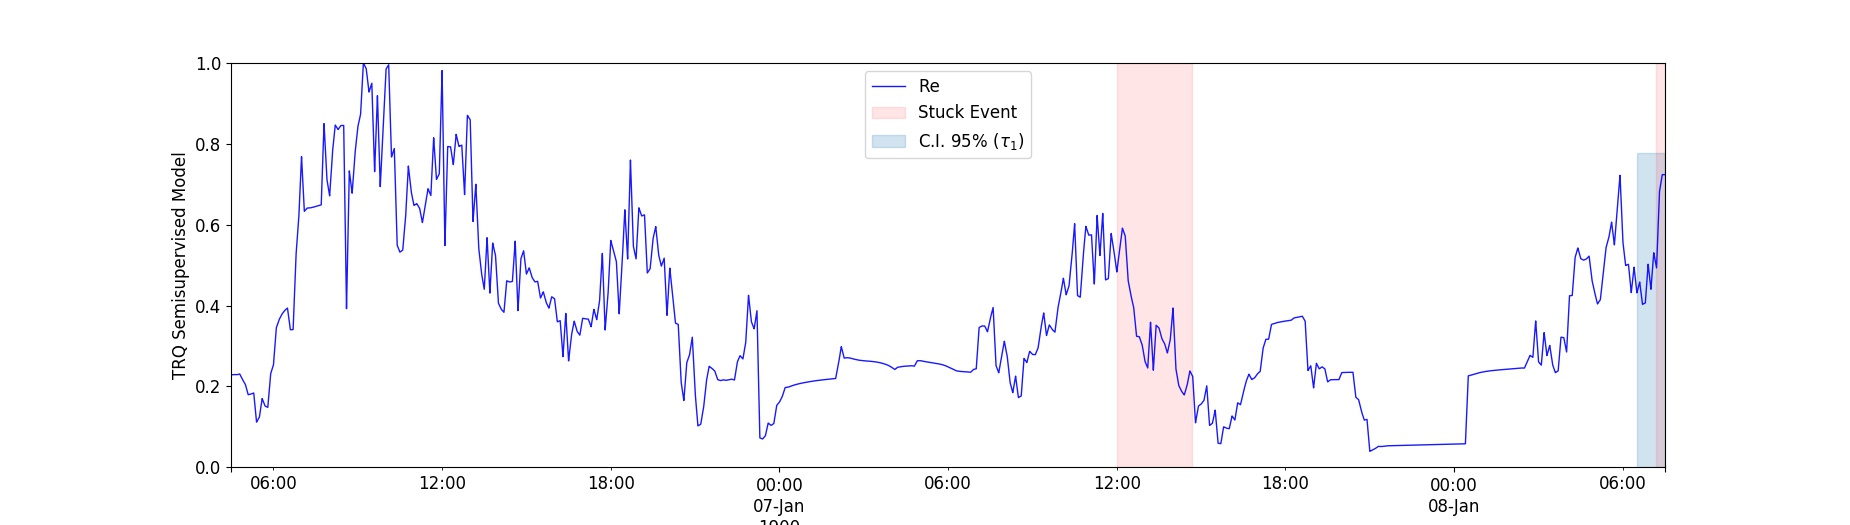 TRQ Semisupervised Model
1.0
0.8
0.6
0.4
0.2
0.0
Re
Stuck Event
C.I. 95% (τ₁)
06:00
12:00
18:00
00:00
07-Jan
1900
06:00
12:00
18:00
00:00
08-Jan
06:00